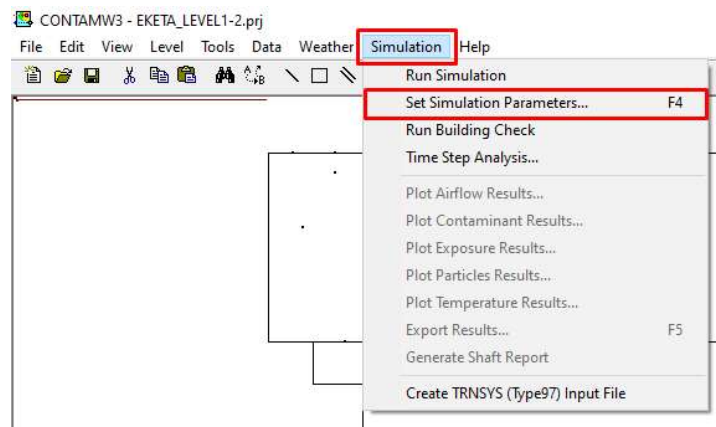 CONTAMW3 - EKETA_LEVEL1-2.prj
File Edit View Level Tools Data Weather Simulation Help
Run Simulation
Set Simulation Parameters... F4
Run Building Check
Time Step Analysis...
Plot Airflow Results...
Plot Contaminant Results...
Plot Exposure Results...
Plot Particles Results...
Plot Temperature Results...
Export Results... F5
Generate Shaft Report
Create TRNSYS (Type97) Input File